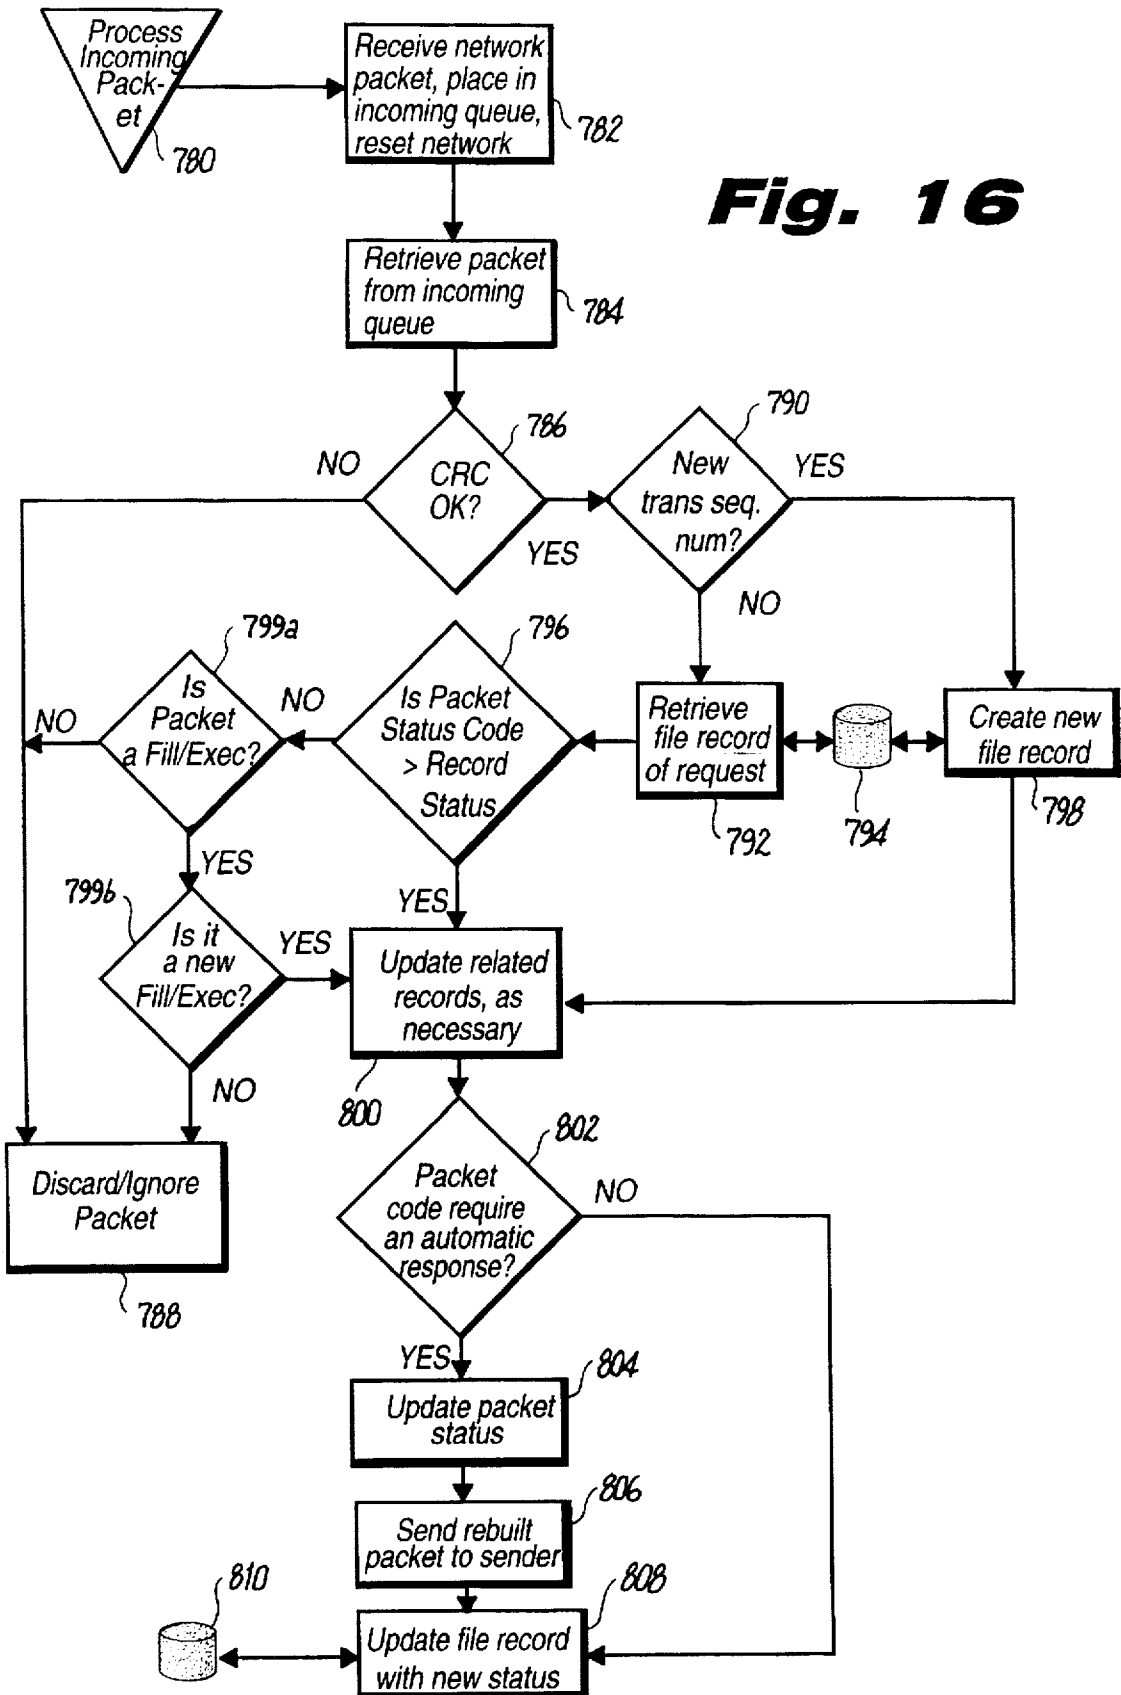 Process
Incoming
Pack-
et
780
Receive network
packet, place in
incoming queue,
reset network
782
Fig. 16
Retrieve packet
from incoming
queue
784
786
NO
CRC
OK?
YES
790
New
trans seq.
num?
YES
NO
799a
796
Is
Packet
a Fill/Exec?
NO
NO
Is Packet
Status Code
> Record
Status
Retrieve
file record
of request
792
794
Create new
file record
798
YES
YES
799b
Is it
a new
Fill/Exec?
YES
NO
Update related
records, as
necessary
800
802
Discard/Ignore
Packet
788
Packet
code require
an automatic
response?
NO
YES
804
Update packet
status
806
Send rebuilt
packet to sender
808
810
Update file record
with new status